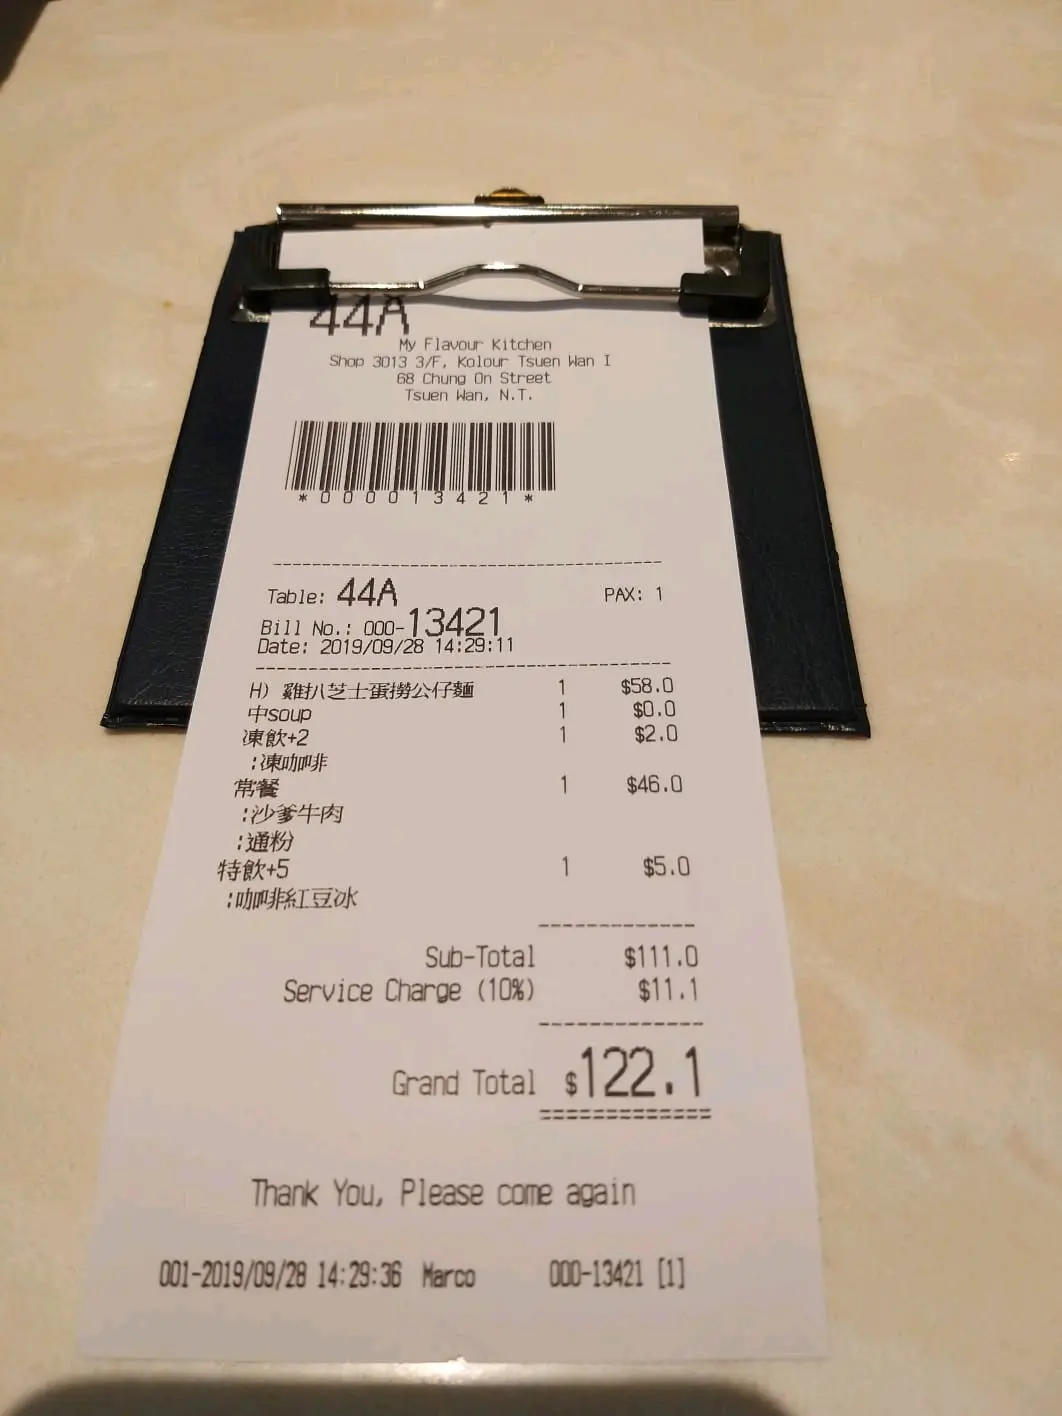 44A
My Flavour Kitchen
Shop 3013 3/F, Kolour Tsuen Wan I
68 Chung On Street
Tsuen Wan, N.T.
*000013421*
Table: 44A PAX: 1
Bill No.: 000-13421
Date: 2019/09/28 14:29:11
H) 雞扒芝士蛋撈公仔麵 1 $58.0
中soup 1 $0.0
凍飲+2 1 $2.0
:凍咖啡
常餐 1 $46.0
:沙爹牛肉
:通粉
特飲+5 1 $5.0
:咖啡紅豆冰
Sub-Total $111.0
Service Charge (10%) $11.1
Grand Total $122.1
Thank You, Please come again
001-2019/09/28 14:29:36 Marco 000-13421 [1]